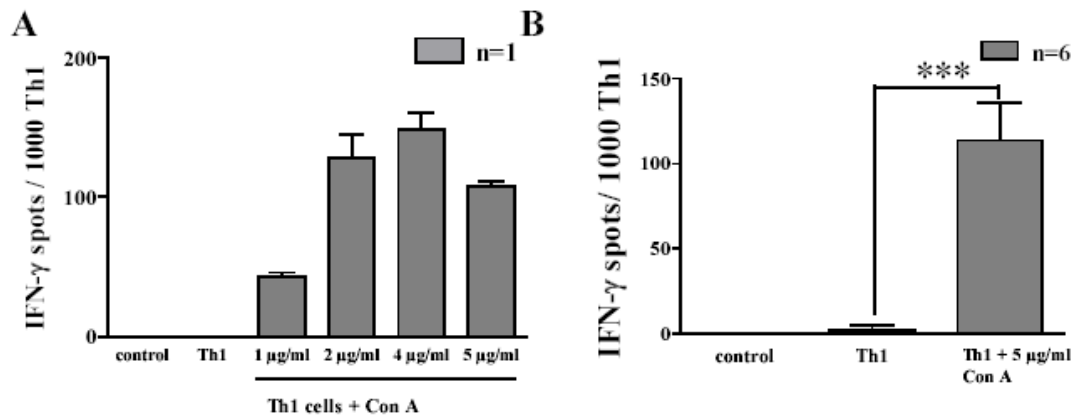 A
n=1
IFN-γ spots / 1000 Th1
200
100
0
control Th1 1 µg/ml 2 µg/ml 4 µg/ml 5 µg/ml
Th1 cells + Con A
B
n=6
IFN-γ spots/ 1000 Th1
150
100
50
0
***
control Th1 Th1 + 5 µg/ml
Con A